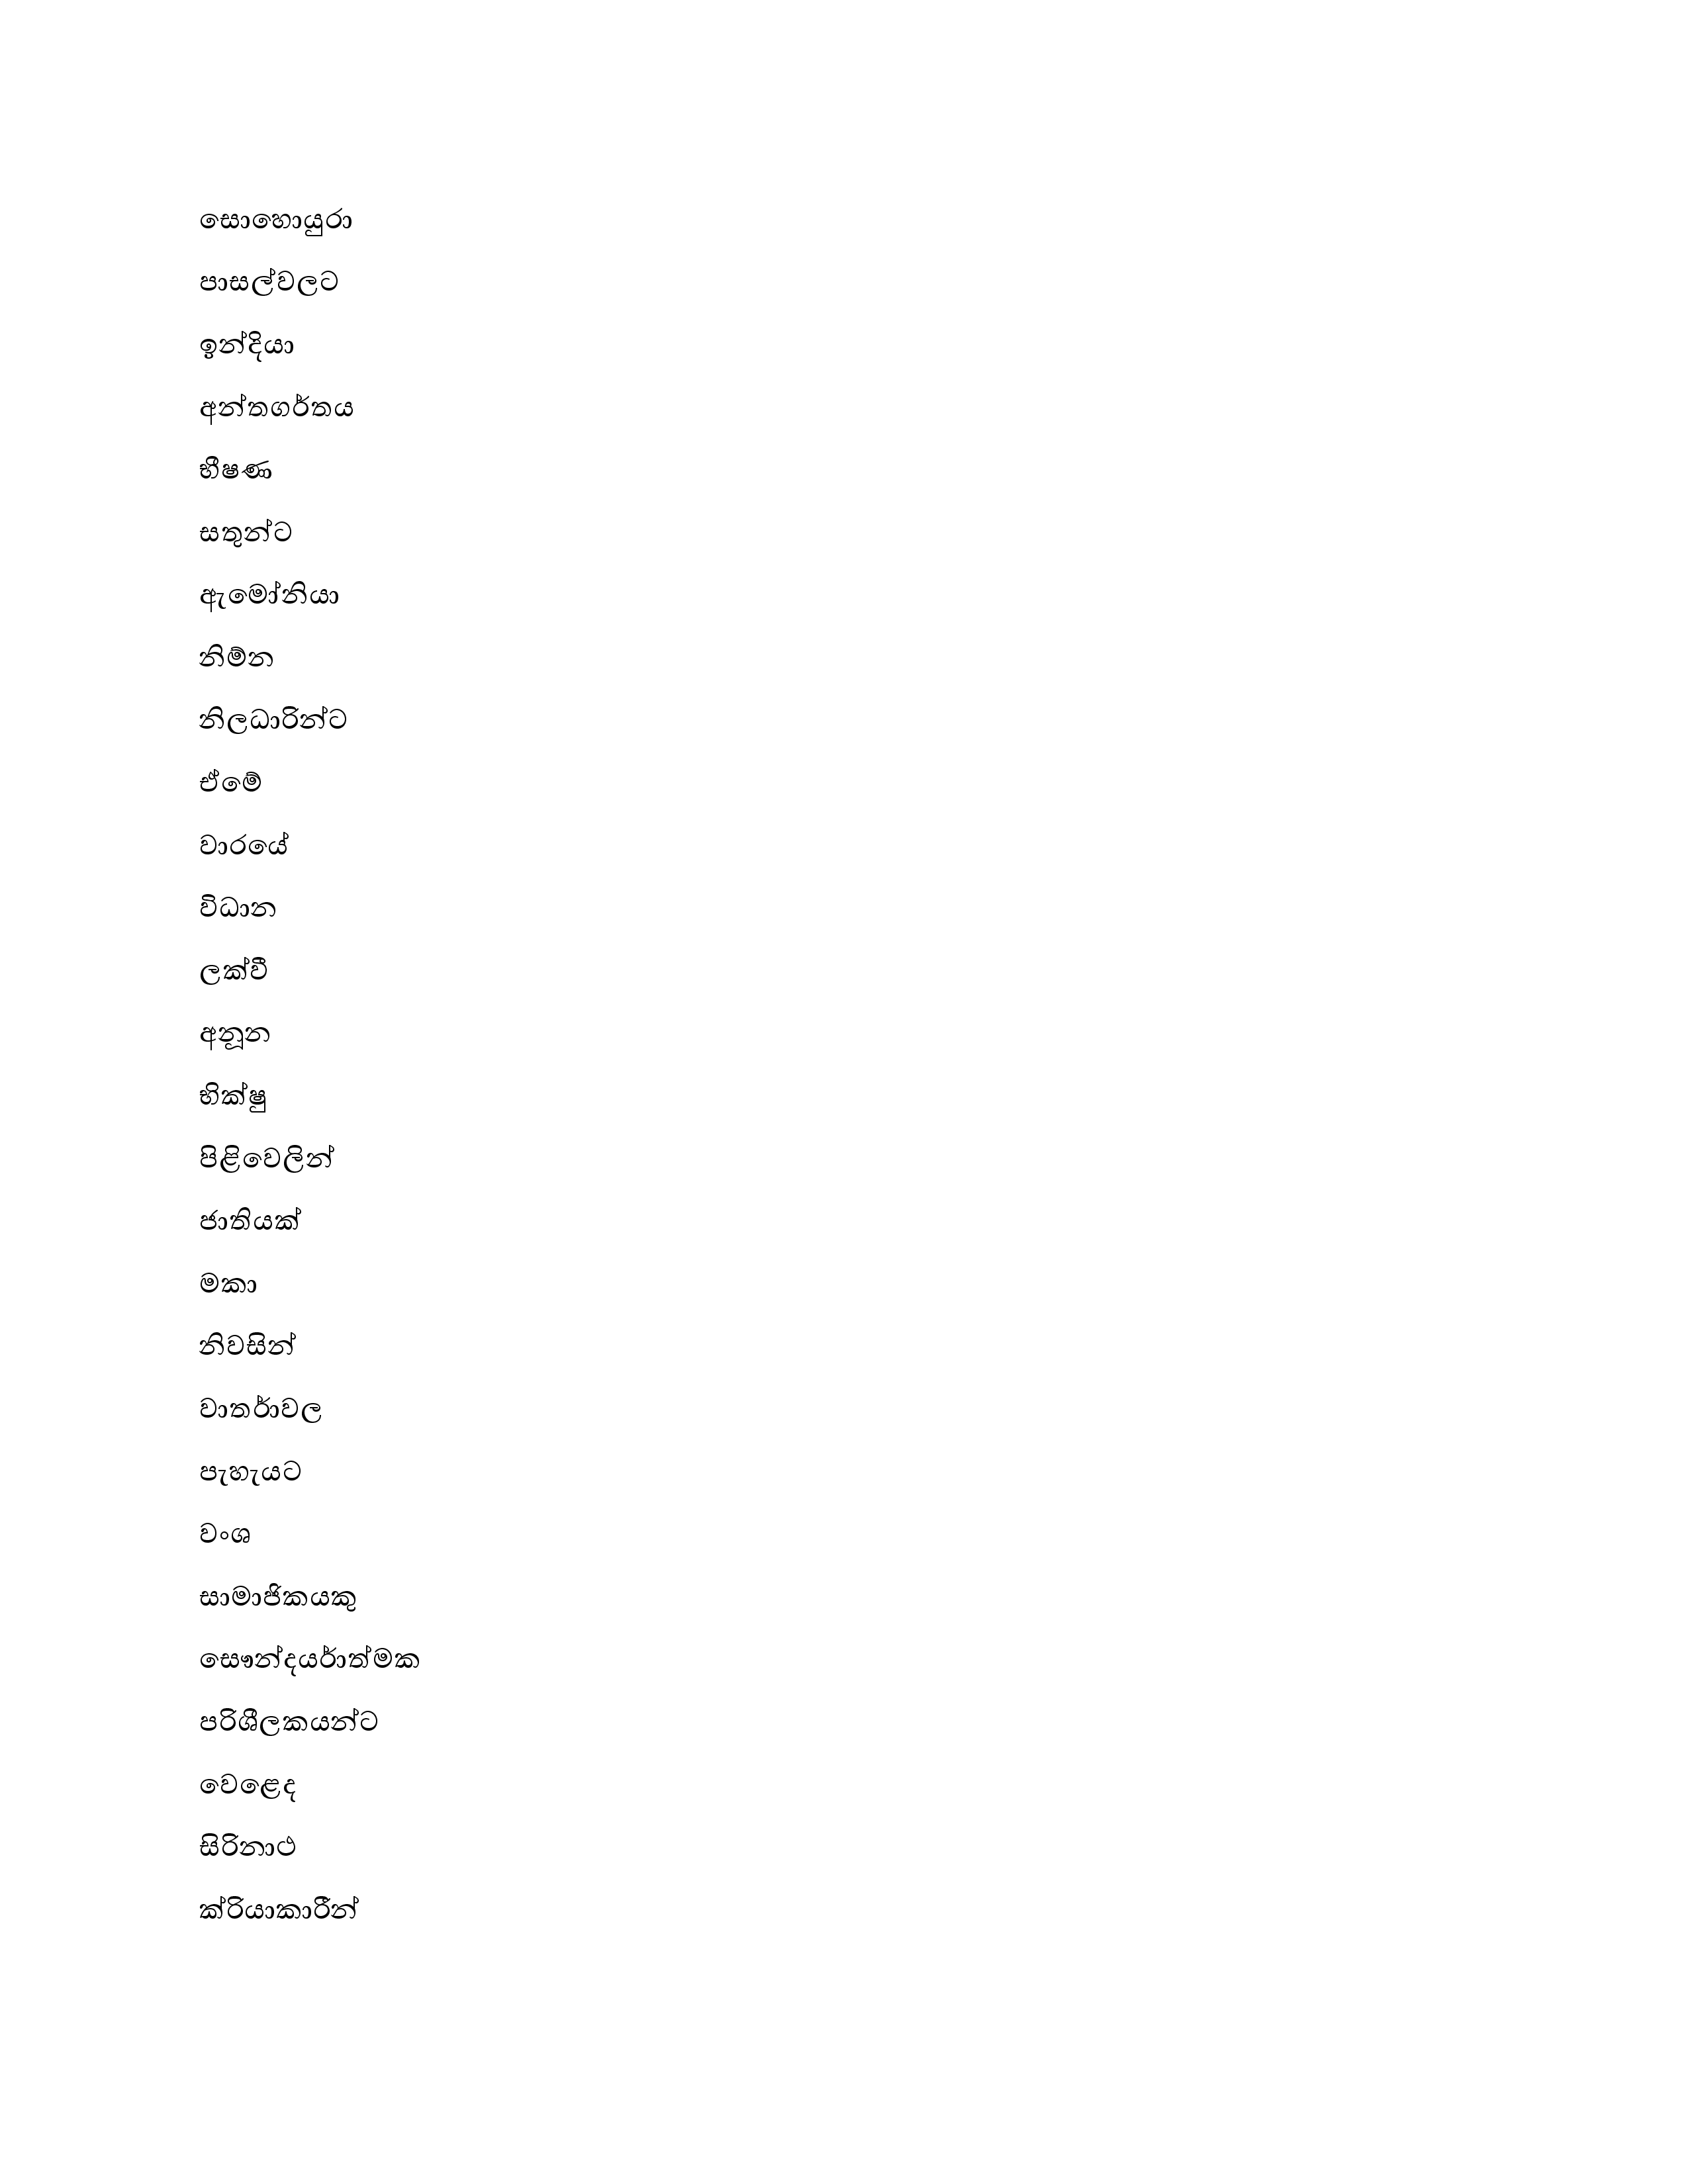 සොහොයුරා
පාසල්වලට
ඉන්දියා
අන්තගර්තය
භීෂණ
සතුන්ට
ඇමෝනියා
නිම්න
නිලධාරින්ට
ඒමේ
වාරයේ
විධාන
ලක්වී
අනූන
භික්ෂු
පිළිවෙලින්
ජාතියක්
මකා
නිවසින්
වාතර්‍ාවල
පැහැයට
වංශ
සාමාජිකයකු
සෞන්දයර්‍ාත්මක
පරිශීලකයන්ට
වෙළෙද
සිරිනාථ
ක්රියාකාරීන්